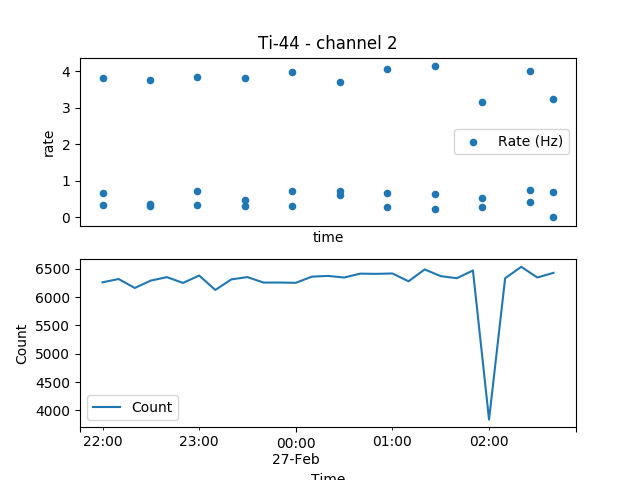 Ti-44 - channel 2
4
3
2
1
0
rate
Rate (Hz)
time
6500
6000
5500
5000
4500
4000
Count
Count
22:00 23:00 00:00 01:00 02:00
27-Feb
Time